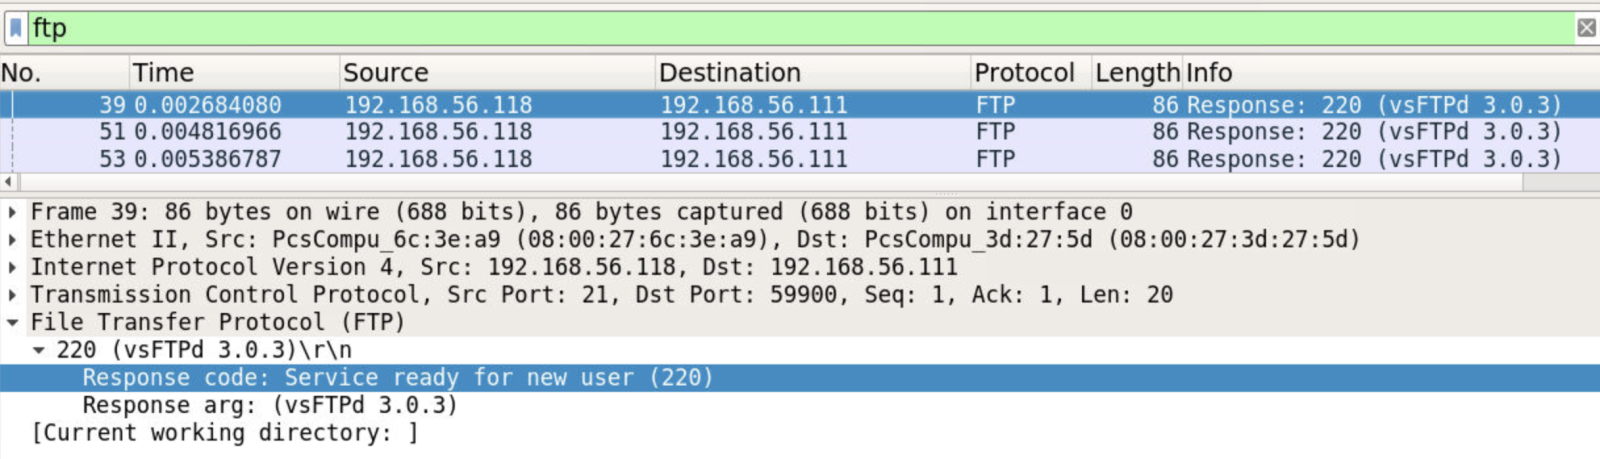 ftp
No. Time Source Destination Protocol Length Info
39 0.002684080 192.168.56.118 192.168.56.111 FTP 86 Response: 220 (vsFTPd 3.0.3)
51 0.004816966 192.168.56.118 192.168.56.111 FTP 86 Response: 220 (vsFTPd 3.0.3)
53 0.005386787 192.168.56.118 192.168.56.111 FTP 86 Response: 220 (vsFTPd 3.0.3)
Frame 39: 86 bytes on wire (688 bits), 86 bytes captured (688 bits) on interface 0
Ethernet II, Src: PcsCompu_6c:3e:a9 (08:00:27:6c:3e:a9), Dst: PcsCompu_3d:27:5d (08:00:27:3d:27:5d)
Internet Protocol Version 4, Src: 192.168.56.118, Dst: 192.168.56.111
Transmission Control Protocol, Src Port: 21, Dst Port: 59900, Seq: 1, Ack: 1, Len: 20
File Transfer Protocol (FTP)
220 (vsFTPd 3.0.3)\r\n
Response code: Service ready for new user (220)
Response arg: (vsFTPd 3.0.3)
[Current working directory: ]